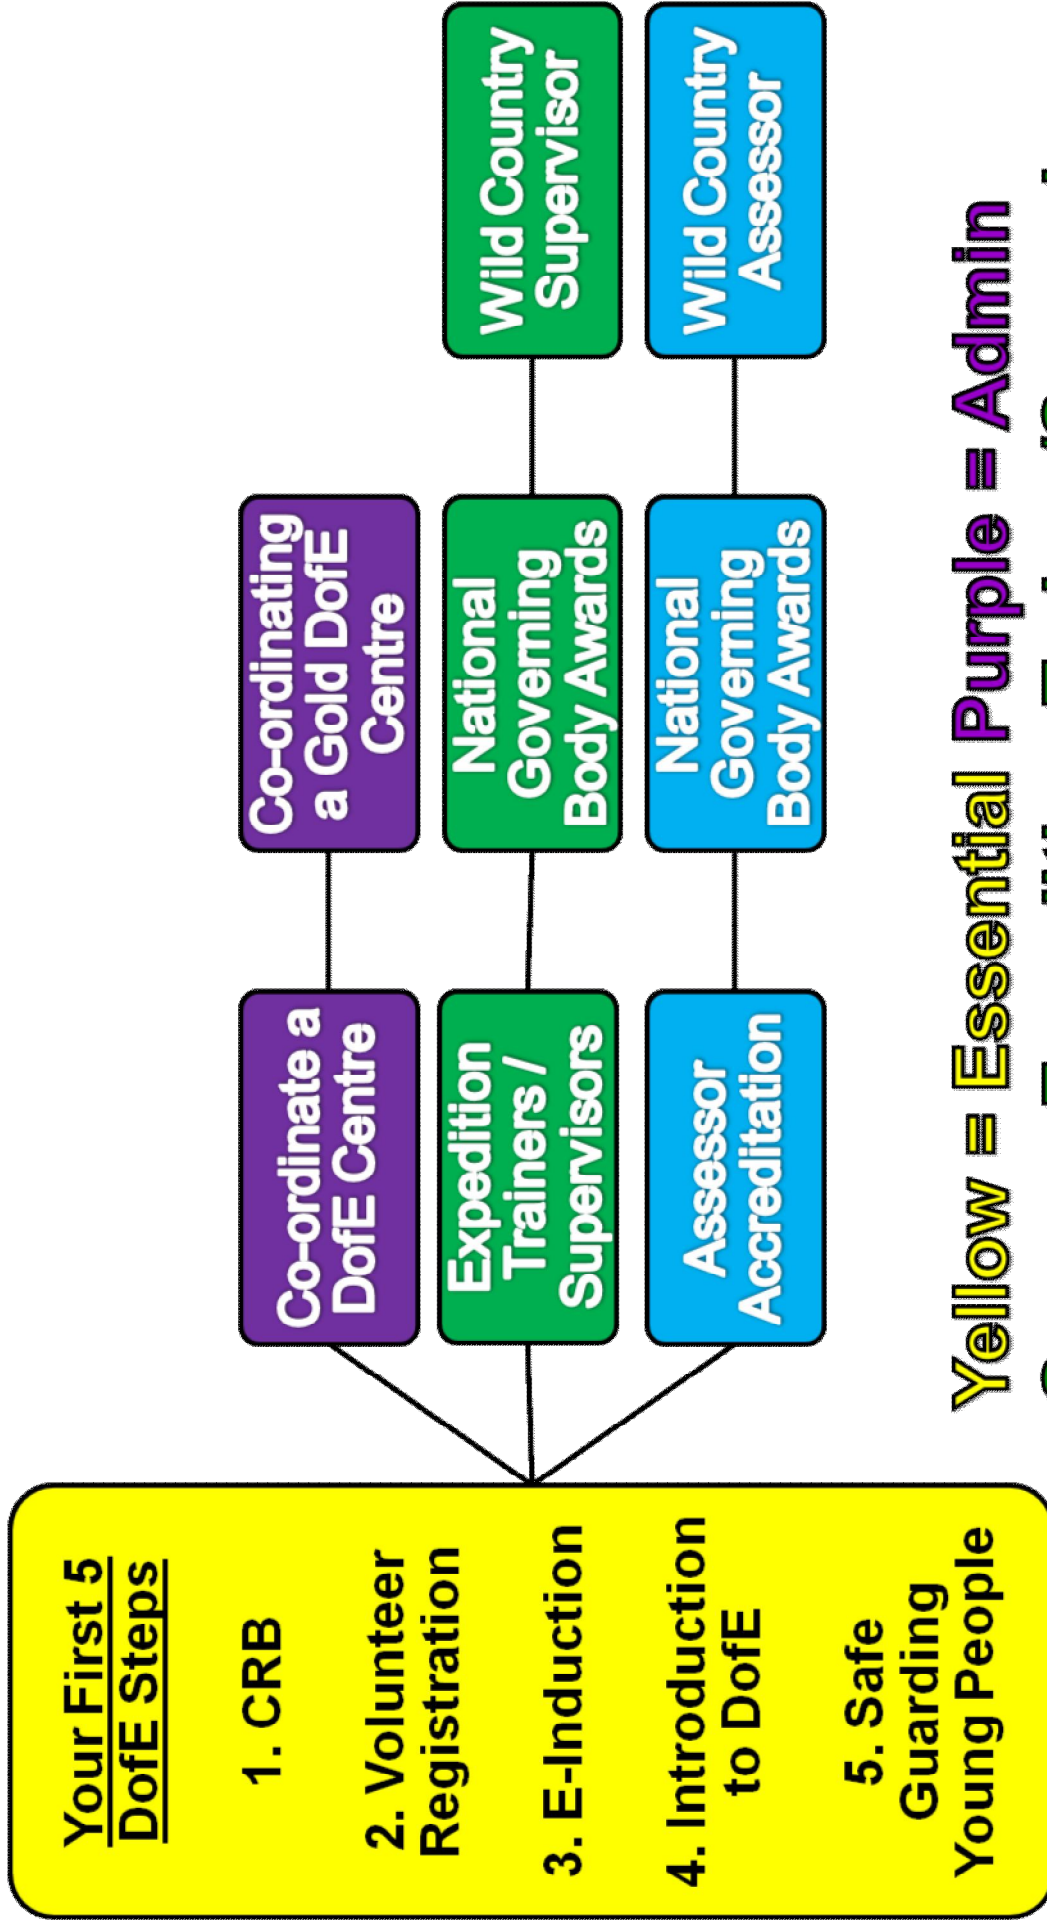 Your First 5
DofE Steps
1. CRB
2. Volunteer
Registration
3. E-Induction
4. Introduction
to DofE
5. Safe
Guarding
Young People
Co-ordinate a
DofE Centre
Co-ordinating
a Gold DofE
Centre
Expedition
Trainers /
Supervisors
National
Governing
Body Awards
Wild Country
Supervisor
Assessor
Accreditation
National
Governing
Body Awards
Wild Country
Assessor
Yellow = Essential Purple = Admin